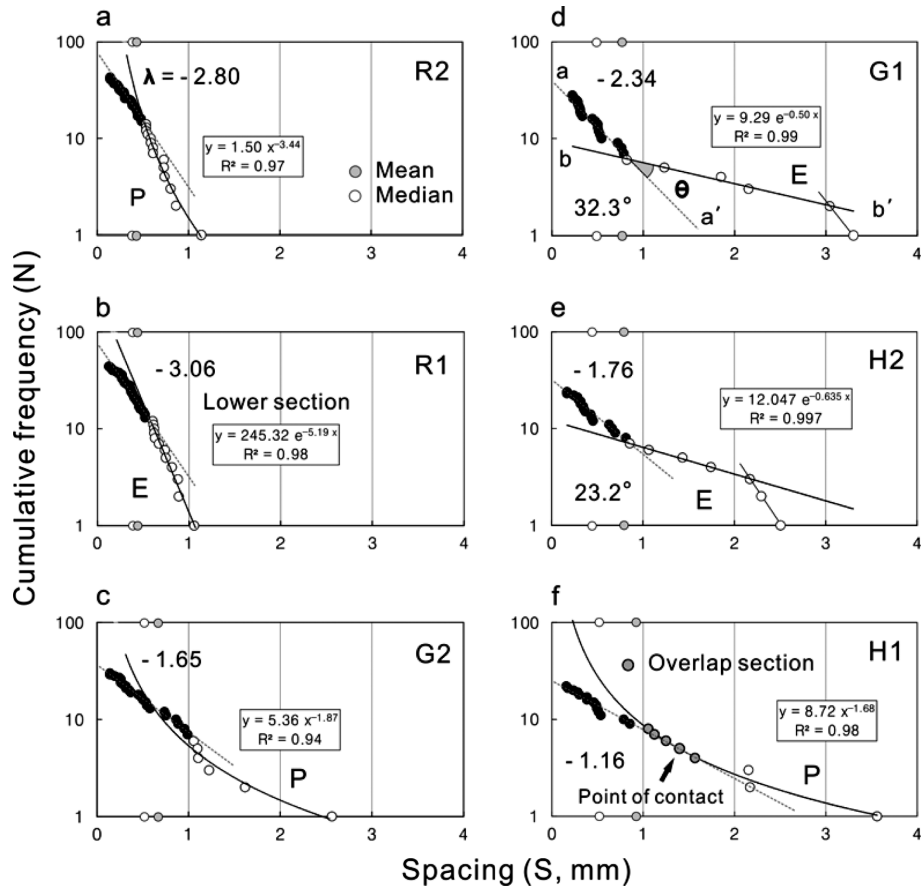 Cumulative frequency (N)
a
100
10
1
0
1
2
3
4
λ = - 2.80
R2
y = 1.50 x⁻³·⁴⁴
R² = 0.97
Mean
Median
P
b
100
10
1
0
1
2
3
4
- 3.06
R1
Lower section
y = 245.32 e⁻⁵·¹⁹ ˣ
R² = 0.98
E
c
100
10
1
0
1
2
3
4
- 1.65
G2
y = 5.36 x⁻¹·⁸⁷
R² = 0.94
P
d
100
10
1
0
1
2
3
4
a
- 2.34
G1
y = 9.29 e⁻⁰·⁵⁰ ˣ
R² = 0.99
b
E
θ
32.3°
a′
b′
e
100
10
1
0
1
2
3
4
- 1.76
H2
y = 12.047 e⁻⁰·⁶³⁵ ˣ
R² = 0.997
23.2°
E
f
100
10
1
0
1
2
3
4
H1
Overlap section
y = 8.72 x⁻¹·⁶⁸
R² = 0.98
- 1.16
P
Point of contact
Spacing (S, mm)